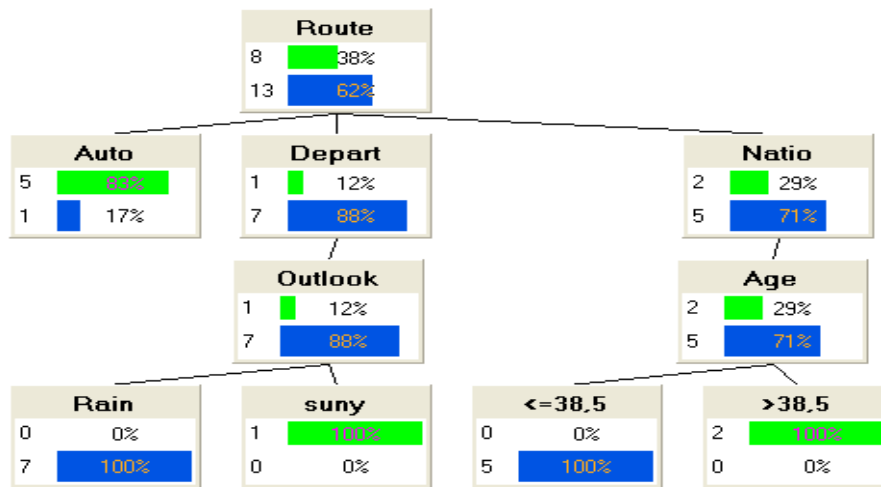 Route
8 38%
13 62%
Auto Depart Natio
5 83% 1 12% 2 29%
1 17% 7 88% 5 71%
Outlook Age
1 12% 2 29%
7 88% 5 71%
Rain suny <=38,5 >38,5
0 0% 1 100% 0 0% 2 100%
7 100% 0 0% 5 100% 0 0%